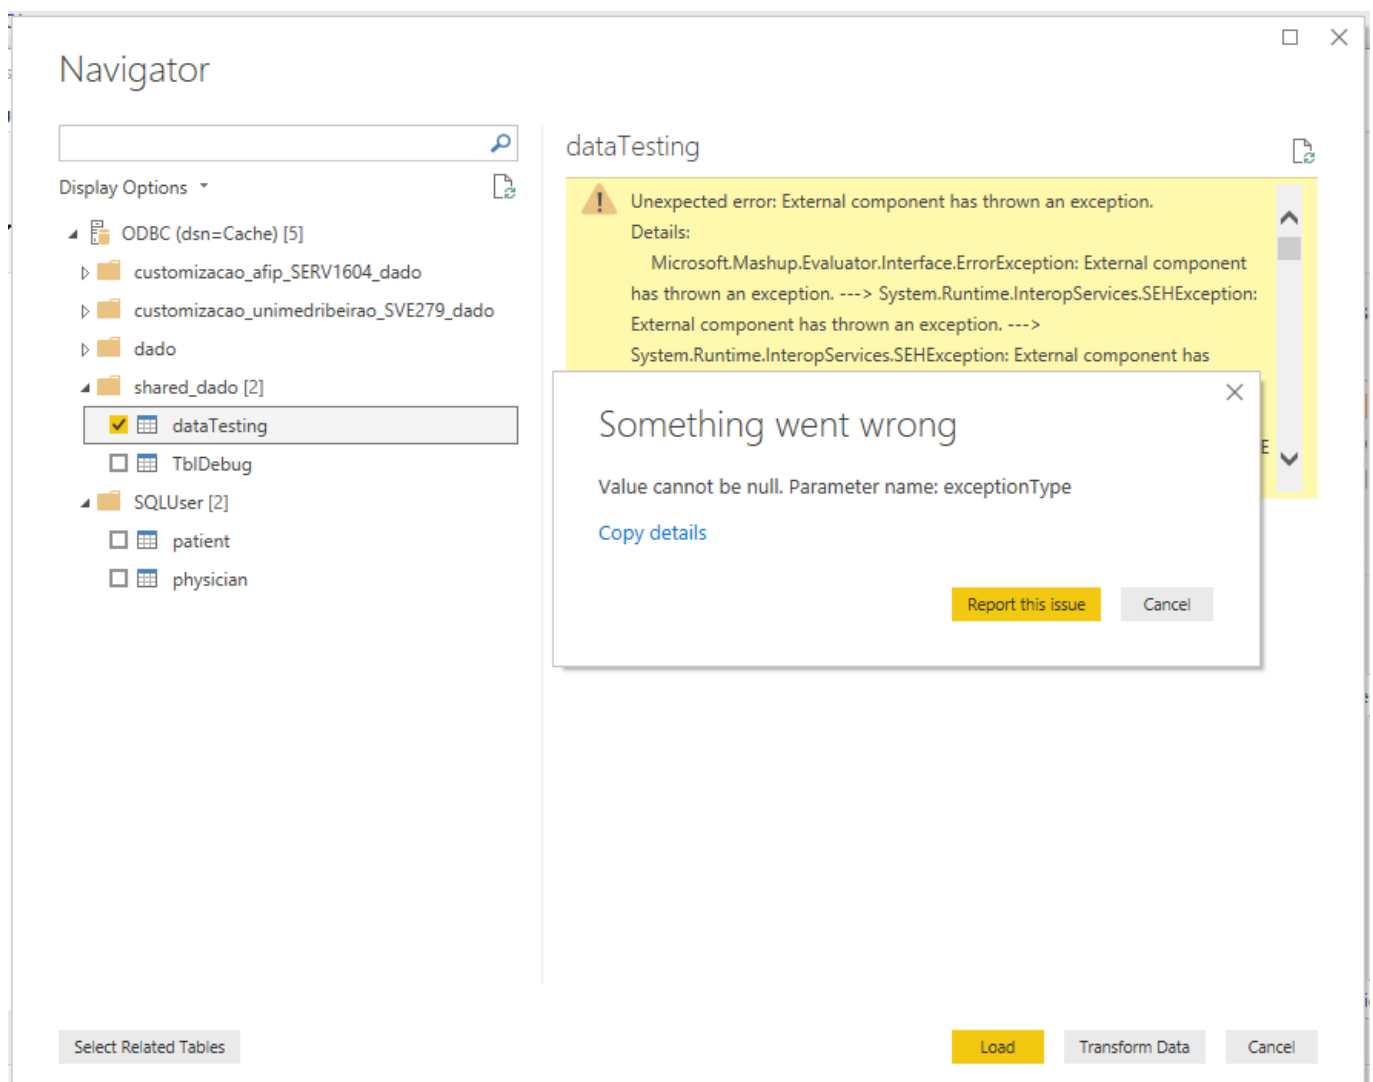 Navigator
Display Options
ODBC (dsn=Cache) [5]
customizacao_afip_SERV1604_dado
customizacao_unimedribeirao_SVE279_dado
dado
shared_dado [2]
dataTesting
TblDebug
SQLUser [2]
patient
physician
dataTesting
Unexpected error: External component has thrown an exception.
Details:
Microsoft.Mashup.Evaluator.Interface.ErrorException: External component
has thrown an exception. ---> System.Runtime.InteropServices.SEHException:
External component has thrown an exception. --->
System.Runtime.InteropServices.SEHException: External component has
Something went wrong
Value cannot be null. Parameter name: exceptionType
Copy details
Report this issue
Cancel
Select Related Tables
Load
Transform Data
Cancel